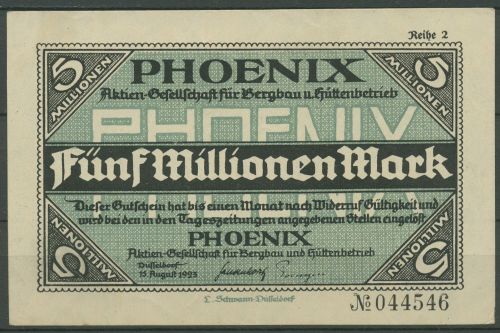 Reihe 2
5 MILLIONEN
5 MILLIONEN
PHOENIX
Aktien-Gesellschaft für Bergbau u. Hüttenbetrieb
PHOENIX
Fünf Millionen Mark
Dieser Gutschein hat bis einen Monat nach Widerruf Gültigkeit und
wird bei den in den Tageszeitungen angegebenen Stellen eingelöst
PHOENIX
Aktien-Gesellschaft für Bergbau und Hüttenbetrieb
Düsseldorf
15. August 1923
5 MILLIONEN
5 MILLIONEN
L. Schwann-Düsseldorf
№ 044546